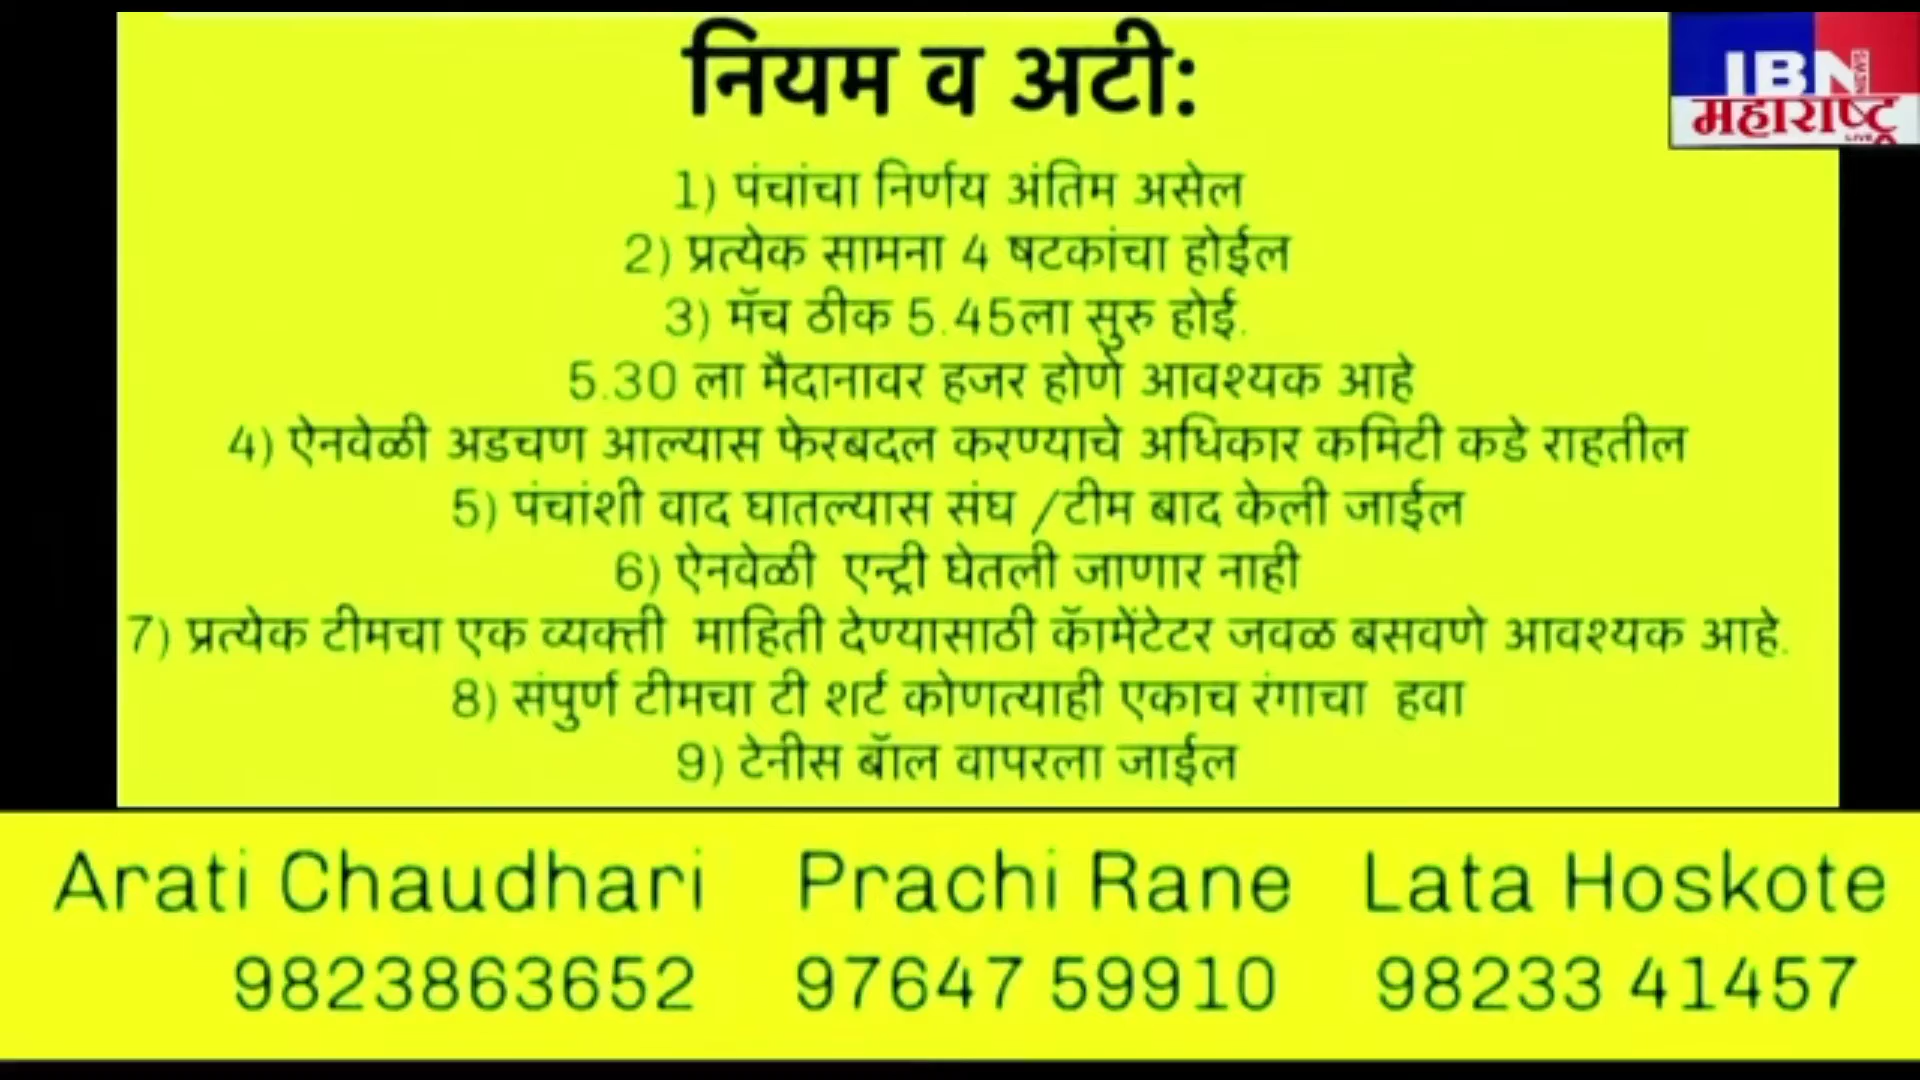 नियम व अटी:
IBN
महाराष्ट्र
LIVE
1) पंचांचा निर्णय अंतिम असेल
2) प्रत्येक सामना 4 षटकांचा होईल
3) मॅच ठीक 5.45ला सुरु होई.
5.30 ला मैदानावर हजर होणे आवश्यक आहे
4) ऐनवेळी अडचण आल्यास फेरबदल करण्याचे अधिकार कमिटी कडे राहतील
5) पंचांशी वाद घातल्यास संघ /टीम बाद केली जाईल
6) ऐनवेळी एन्ट्री घेतली जाणार नाही
7) प्रत्येक टीमचा एक व्यक्ती माहिती देण्यासाठी कॅामेंटेटर जवळ बसवणे आवश्यक आहे.
8) संपुर्ण टीमचा टी शर्ट कोणत्याही एकाच रंगाचा हवा
9) टेनीस बॅाल वापरला जाईल
Arati Chaudhari Prachi Rane Lata Hoskote
9823863652 97647 59910 98233 41457